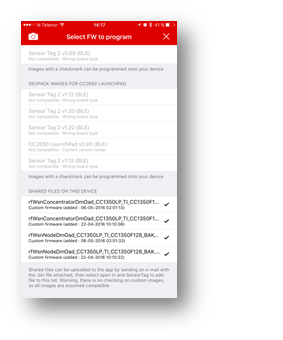 N Telenor
14:17
41 %
Select FW to program
Sensor Tag 2 v0.69 (BLE)
Not compatible : Wrong board type
Images with a checkmark can be programmed onto your device
DEVPACK IMAGES FOR CC2650 LAUNCHPAD
Sensor Tag 2 v1.12 (BLE)
Not compatible : Wrong board type
Sensor Tag 2 v1.20 (BLE)
Not compatible : Wrong board type
Sensor Tag 2 v1.20 (BLE)
Not compatible : Wrong board type
CC2650 LaunchPad v0.90 (BLE)
Not compatible : Current version newer
Sensor Tag 2 v1.12 (BLE)
Not compatible : Wrong board type
Images with a checkmark can be programmed onto your device
SHARED FILES ON THIS DEVICE
rfWsnConcentratorDmOad_CC1350LP_TI_CC1350F1...
Custom firmware (added : 06-05-2016 02:01:13)
rfWsnConcentratorDmOad_CC1350LP_TI_CC1350F1...
Custom firmware (added : 22-04-2016 10:10:08)
rfWsnNodeDmOad_CC1350LP_TI_CC1350F128_BAK...
Custom firmware (added : 06-05-2016 02:01:33)
rfWsnNodeDmOad_CC1350LP_TI_CC1350F128_BAK...
Custom firmware (added : 22-04-2016 10:10:22)
Shared files can be uploaded to the app by sending an e-mail with
the .bin file attached, then select open in and SensorTag to add
file to this list. Warning, there is no checking on custom images,
so all images are assumed compatible